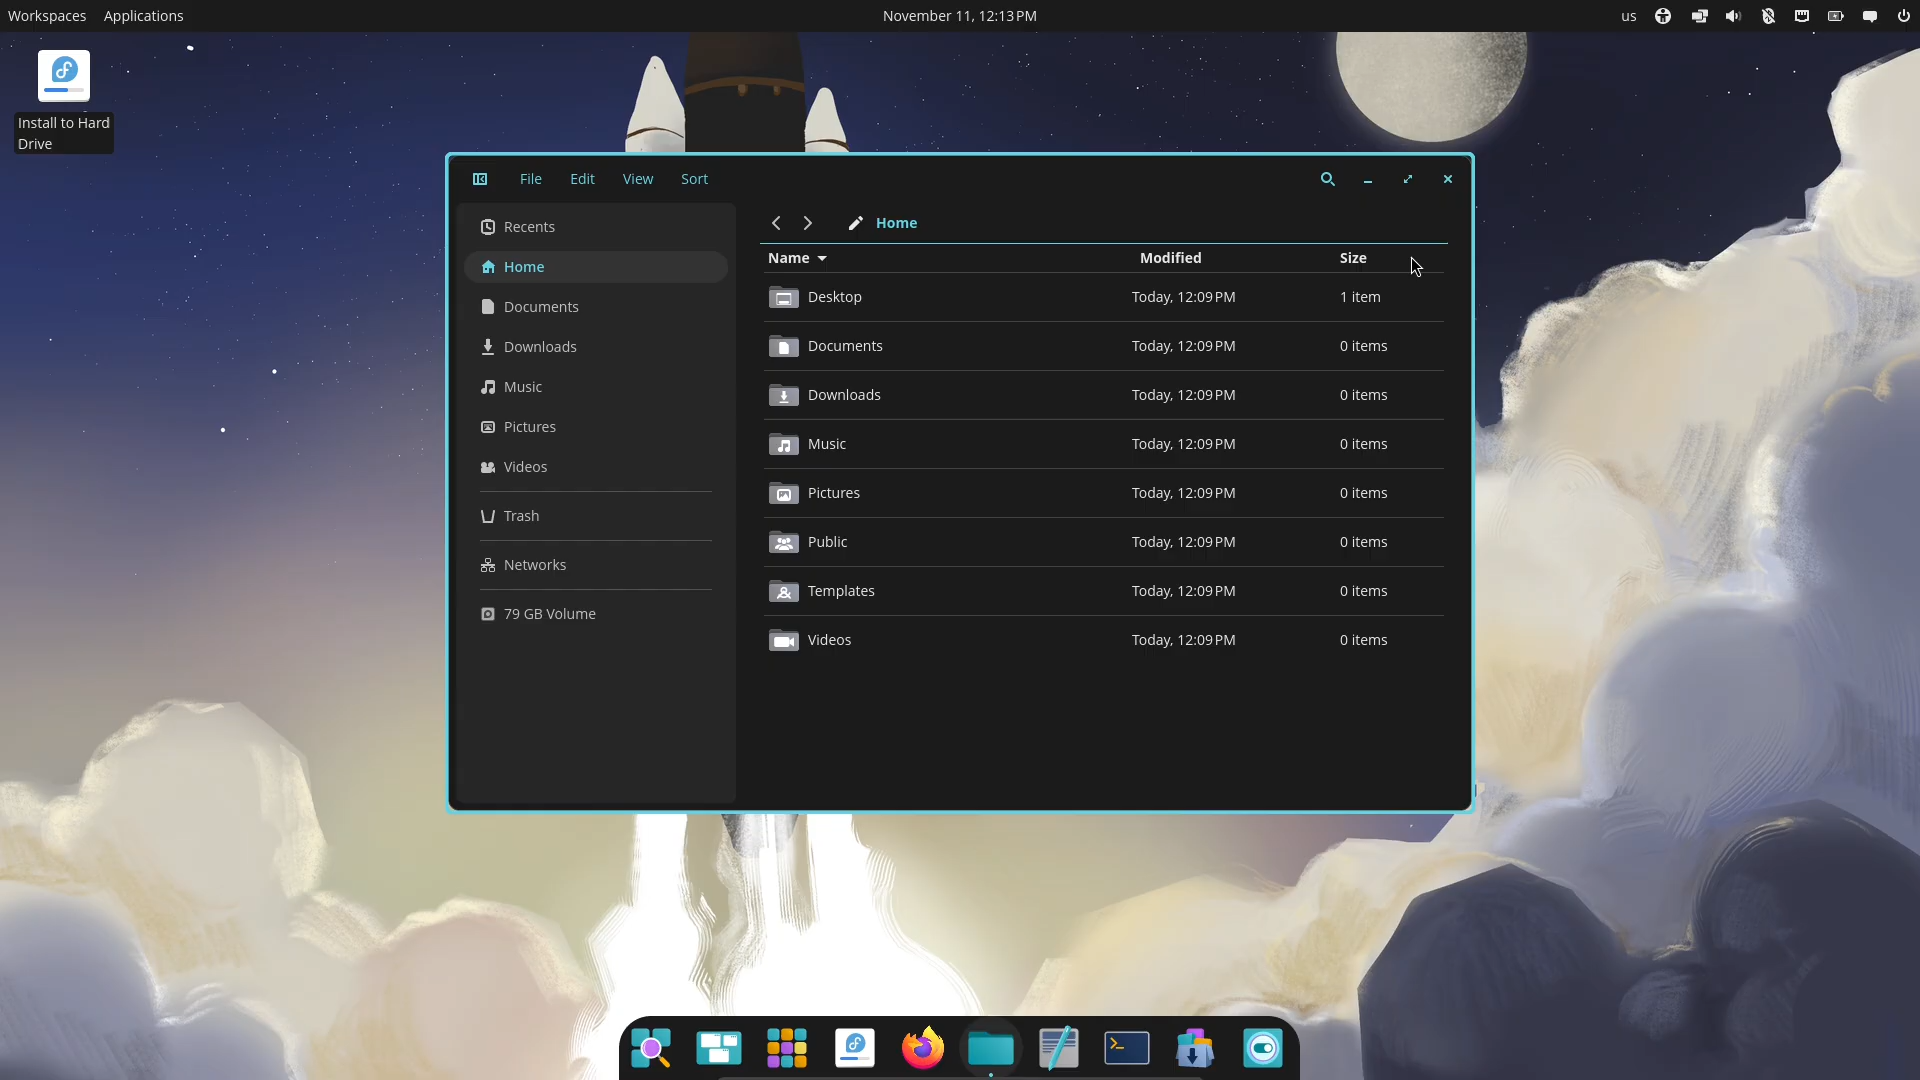 Workspaces Applications November 11, 12:13 PM us
Install to Hard
Drive
File Edit View Sort
Recents
Home
Documents
Downloads
Music
Pictures
Videos
Trash
Networks
79 GB Volume
Home
Name Modified Size
Desktop Today, 12:09 PM 1 item
Documents Today, 12:09 PM 0 items
Downloads Today, 12:09 PM 0 items
Music Today, 12:09 PM 0 items
Pictures Today, 12:09 PM 0 items
Public Today, 12:09 PM 0 items
Templates Today, 12:09 PM 0 items
Videos Today, 12:09 PM 0 items